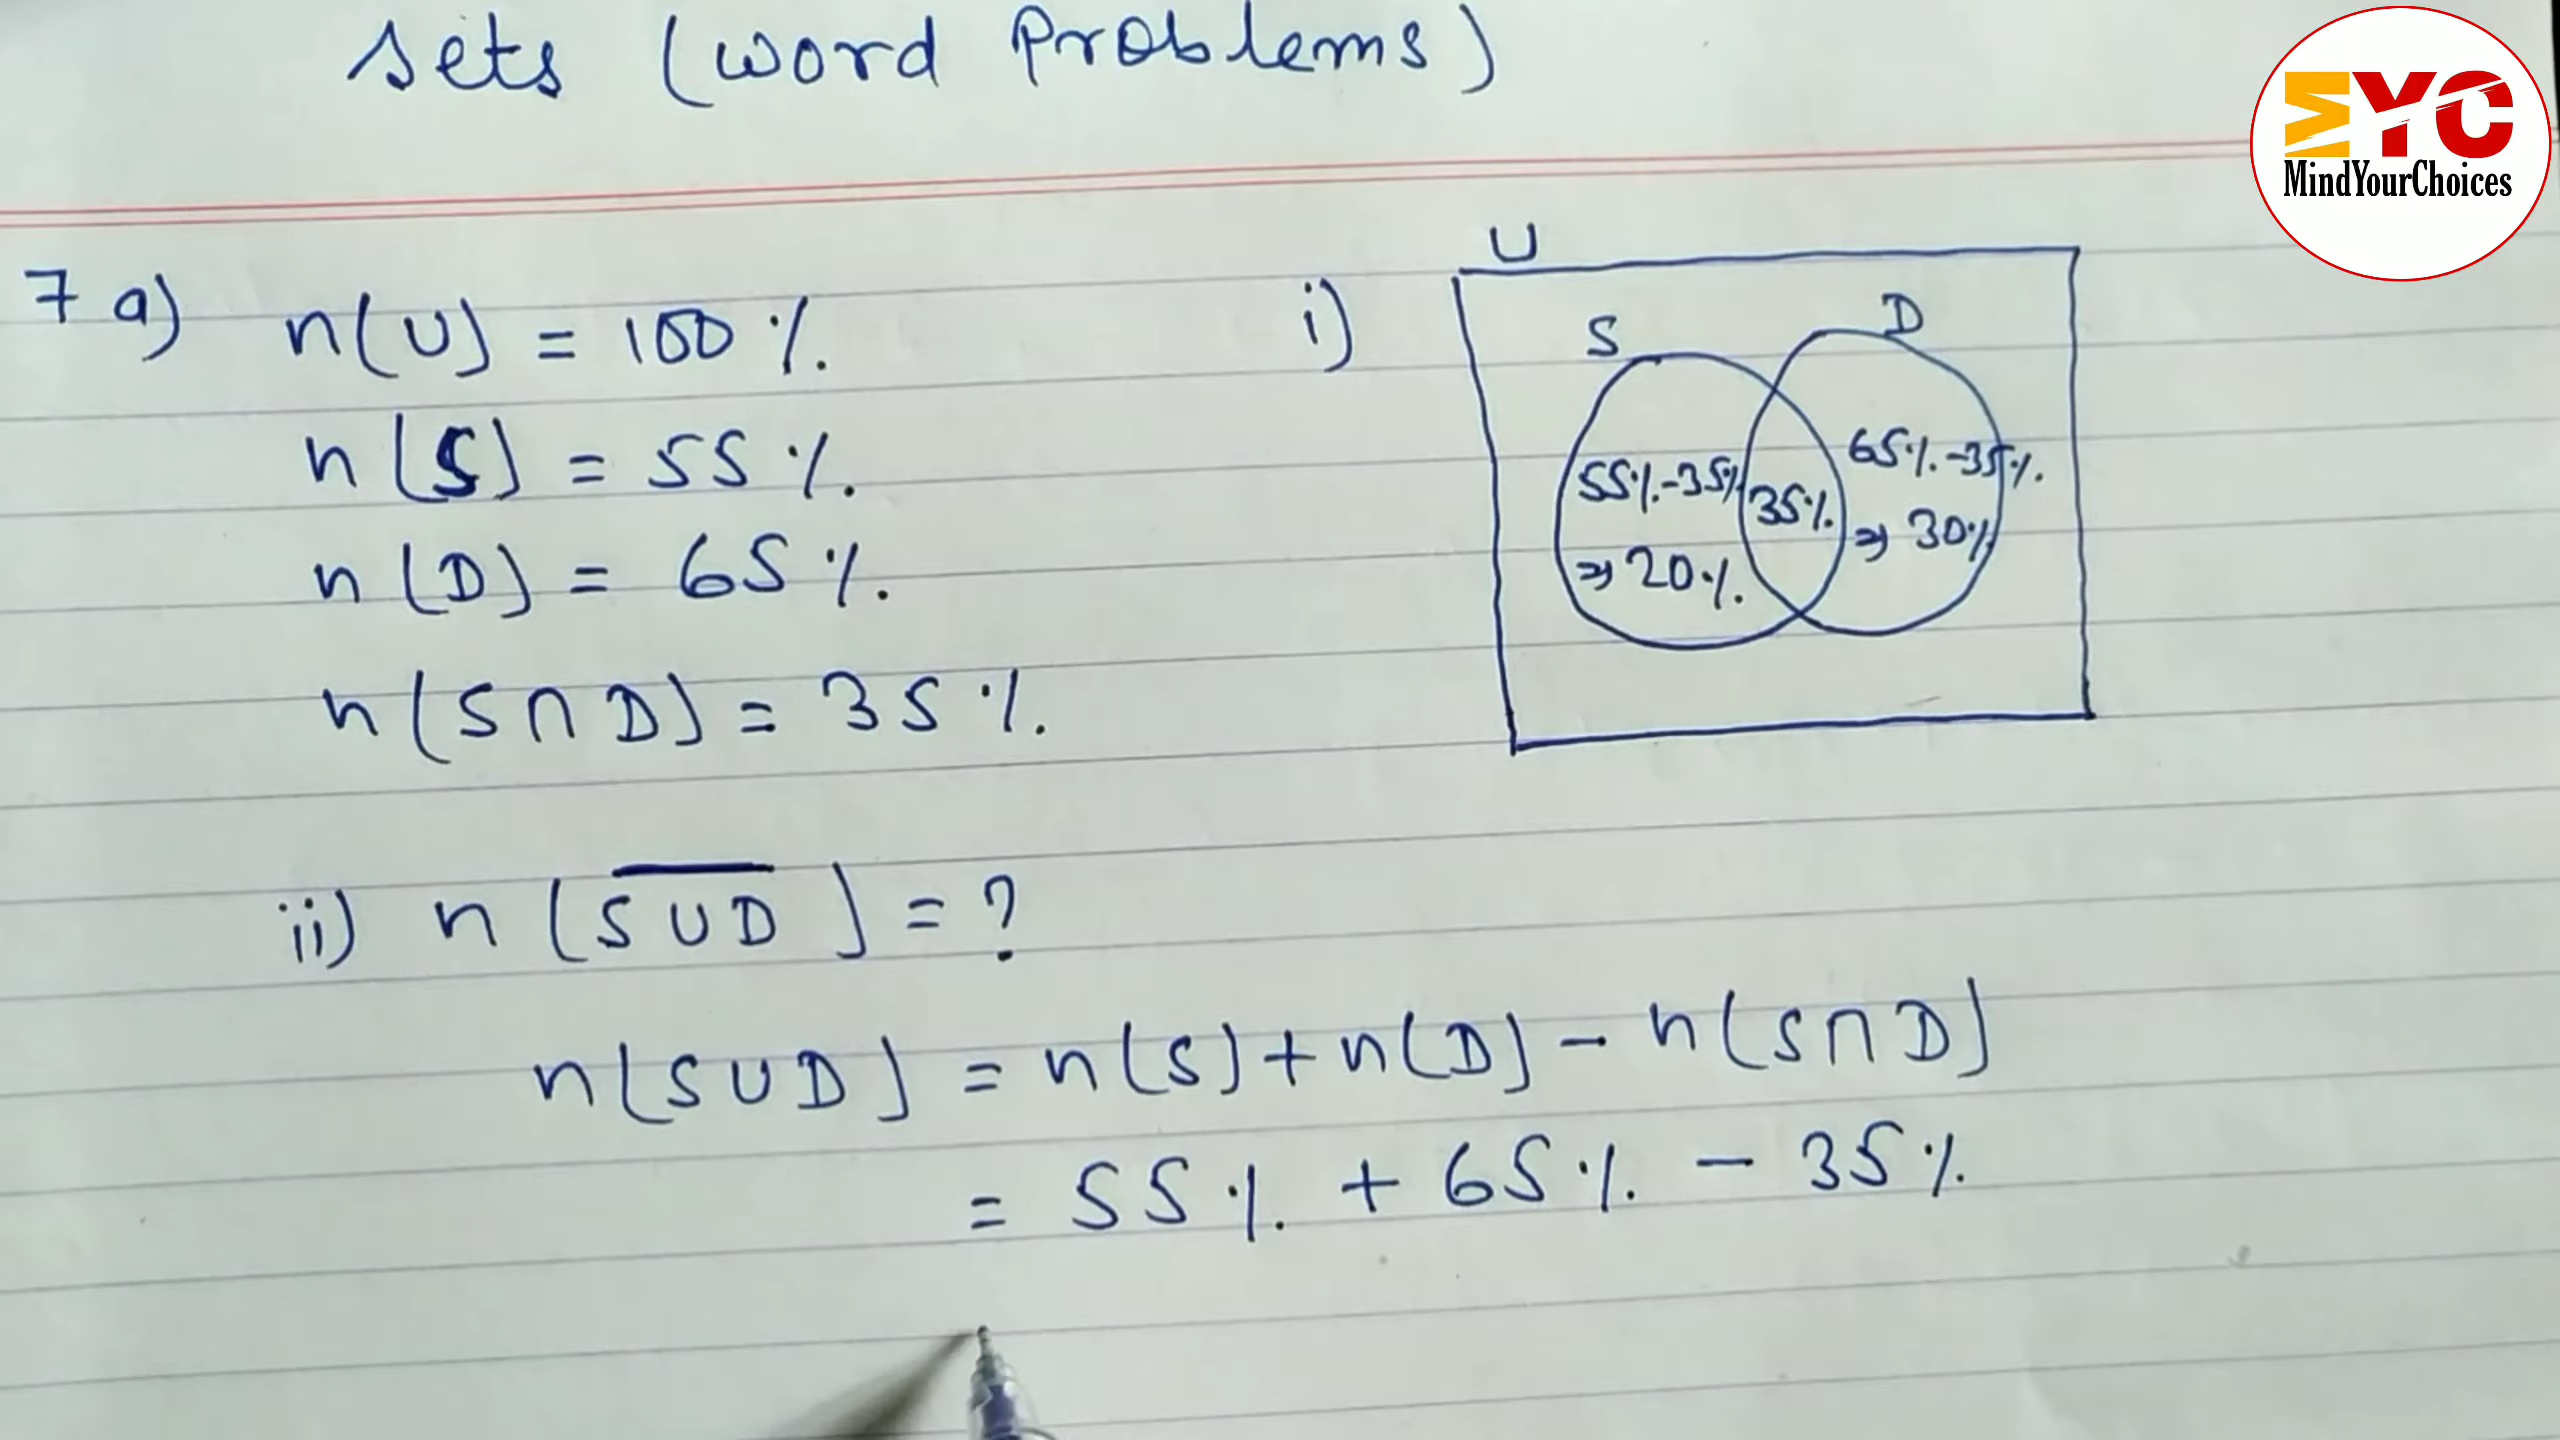 sets (word Problems)
MYC
MindYourChoices
7 a) n(U) = 100%.
n(S) = 55%.
n(D) = 65%.
n(S∩D) = 35%.
i)
U
S
D
55%-35%
⇒ 20%.
35%.
65%.-35%.
⇒ 30%
ii) n(S̅∪̅D̅) = ?
n(S∪D) = n(S)+n(D) - n(S∩D)
= 55%. + 65%. - 35%.